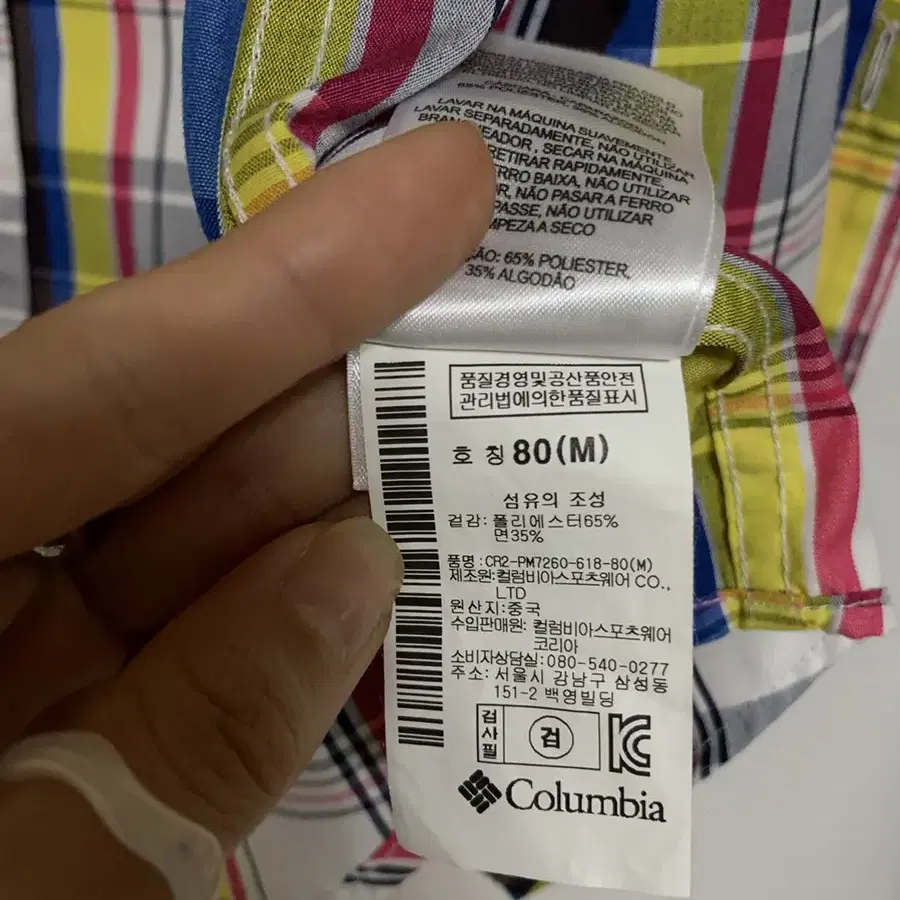 65% POLIESTER,
LAVAR NA MÁQUINA SUAVEMENTE,
LAVAR SEPARADAMENTE, NÃO UTILIZAR
SECAR NA MÁQUINA
RETIRAR RAPIDAMENTE,
BAIXA, NÃO UTILIZAR
NÃO PASSAR A FERRO
NÃO UTILIZAR
A SECO
65% POLIESTER,
35% ALGODÃO
품질경영및공산품안전
관리법에의한품질표시
호 칭 80(M)
섬유의 조성
겉감: 폴리에스터65%
면35%
품명: CR2-PM7260-618-80(M)
제조원:컬럼비아스포츠웨어 CO.,
LTD
원산지:중국
수입판매원: 컬럼비아스포츠웨어
코리아
소비자상담실: 080-540-0277
주소: 서울시 강남구 삼성동
151-2 백영빌딩
검사필 검
Columbia